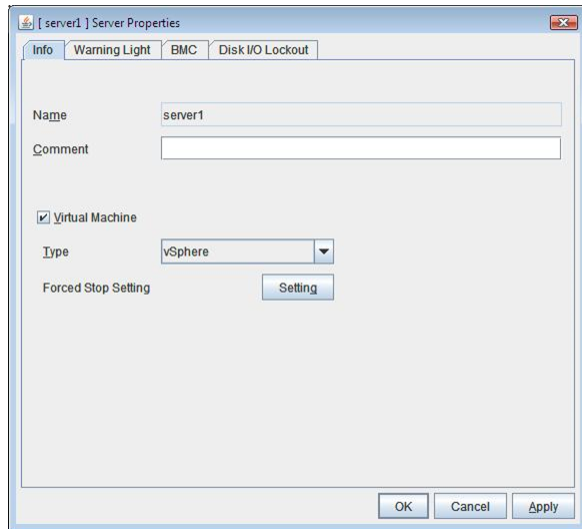 [ server1 ] Server Properties
Info Warning Light BMC Disk I/O Lockout
Name server1
Comment
Virtual Machine
Type vSphere
Forced Stop Setting Setting
OK Cancel Apply